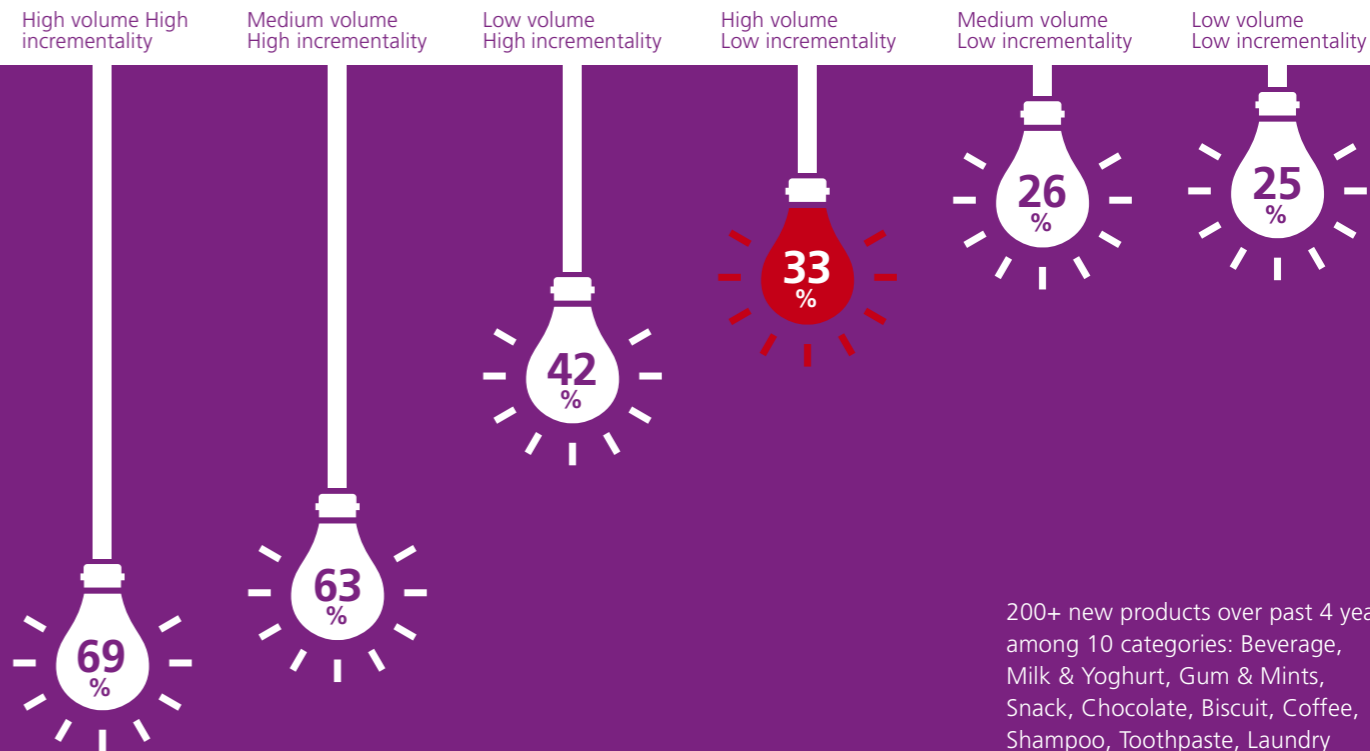 High volume High
incrementality
Medium volume
High incrementality
Low volume
High incrementality
High volume
Low incrementality
Medium volume
Low incrementality
Low volume
Low incrementality
69
%
63
%
42
%
33
%
26
%
25
%
200+ new products over past 4
among 10 categories: Beverage,
Milk & Yoghurt, Gum & Mints,
Snack, Chocolate, Biscuit, Coffee,
Shampoo, Toothpaste, Laundry